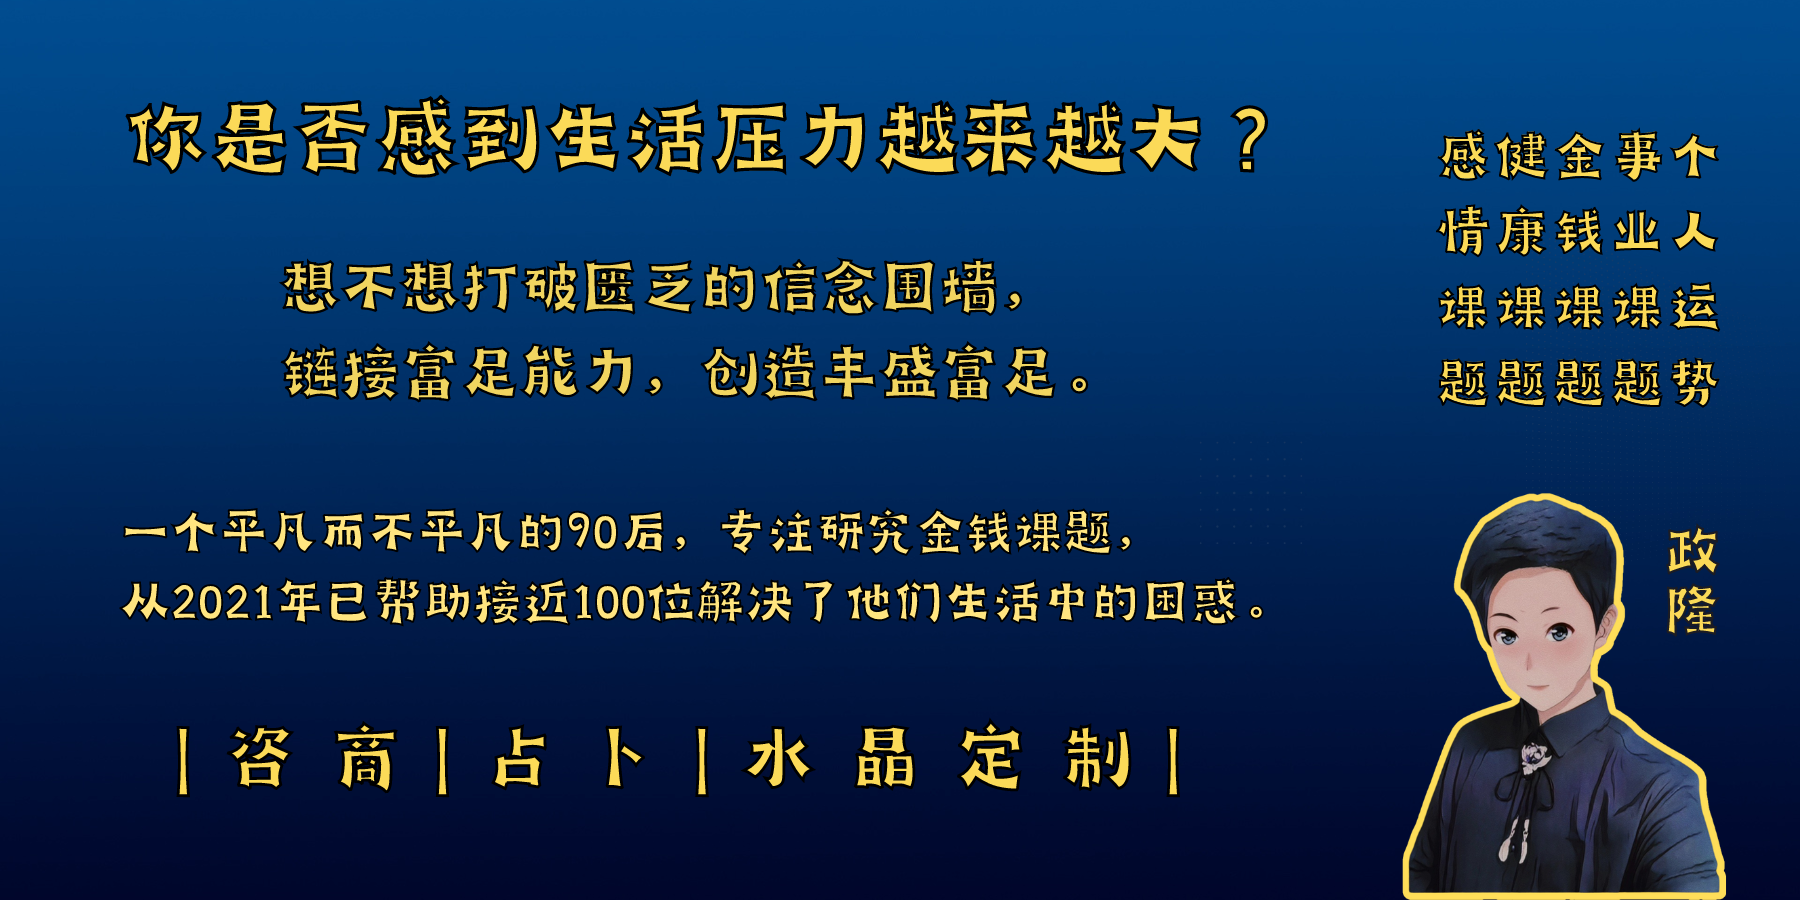 你是否感到生活压力越来越大？
想不想打破匮乏的信念围墙，
链接富足能力，创造丰盛富足。
一个平凡而不平凡的90后，专注研究金钱课题，
从2021年已帮助接近100位解决了他们生活中的困惑。
| 咨 商 | 占 卜 | 水 晶 定 制 |
个人运势
事业课题
金钱课题
健康课题
感情课题
政隆